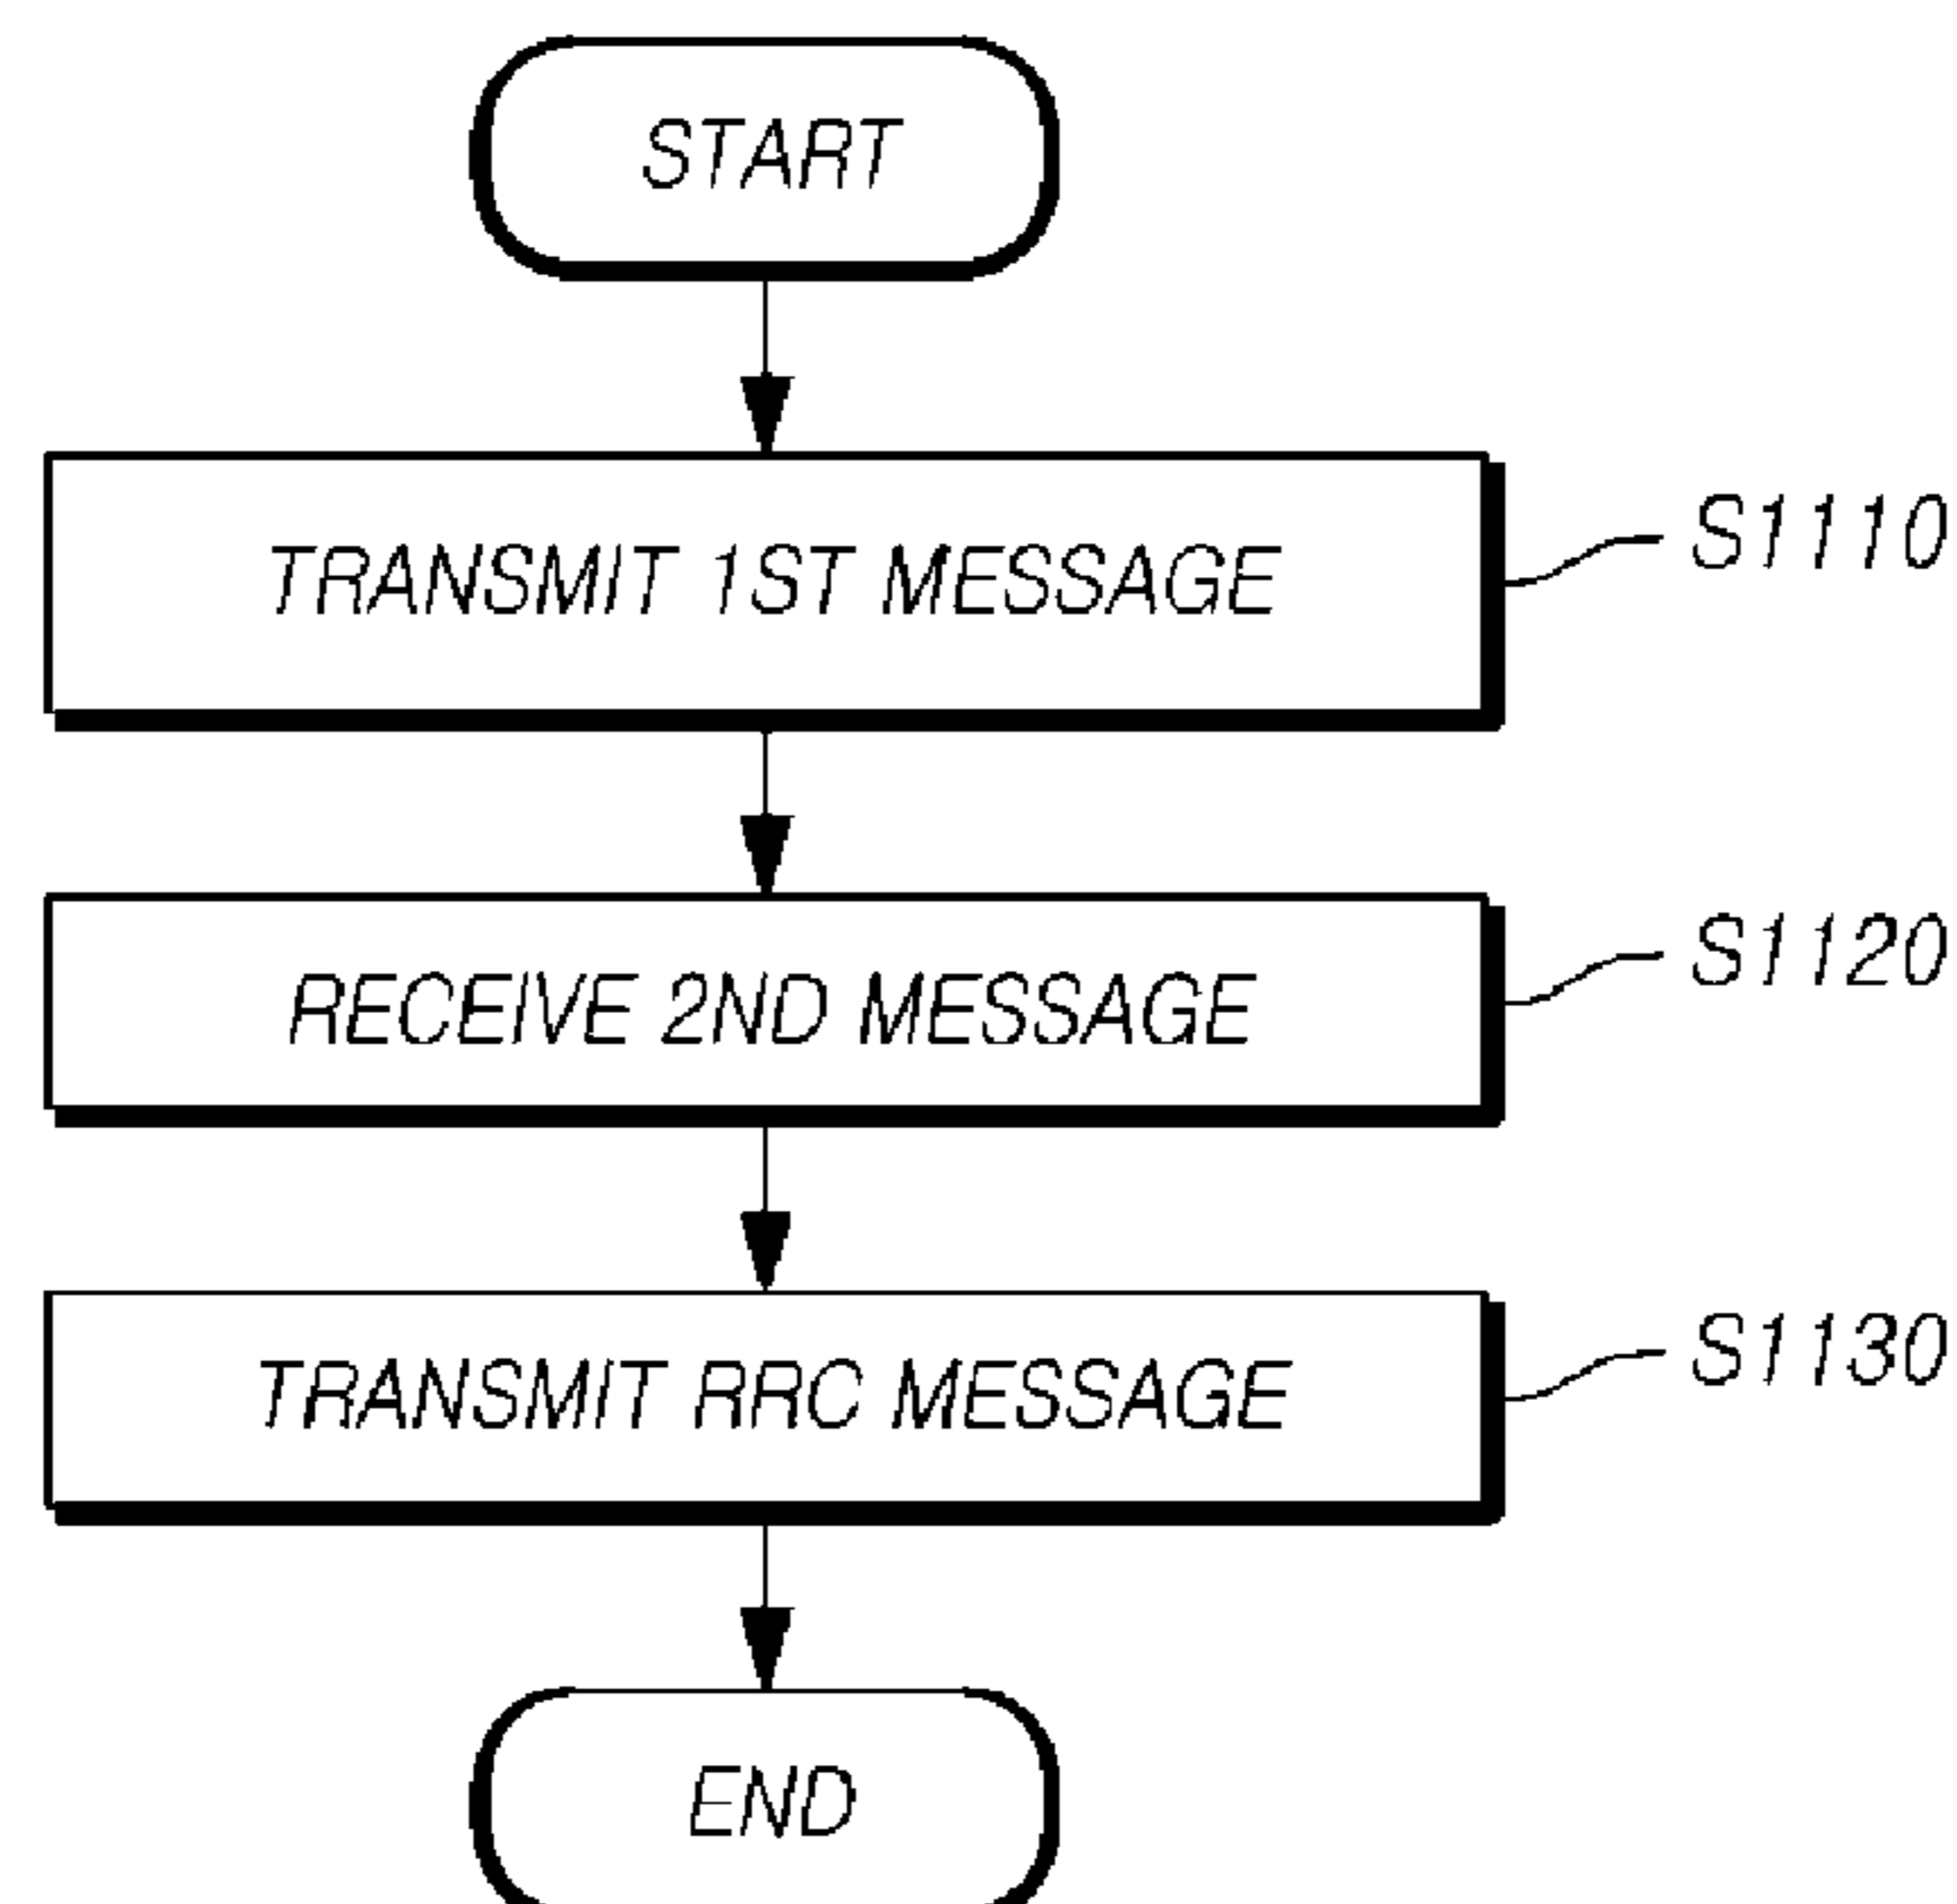 START
TRANSMIT 1ST MESSAGE
S1110
RECEIVE 2ND MESSAGE
S1120
TRANSMIT RRC MESSAGE
S1130
END